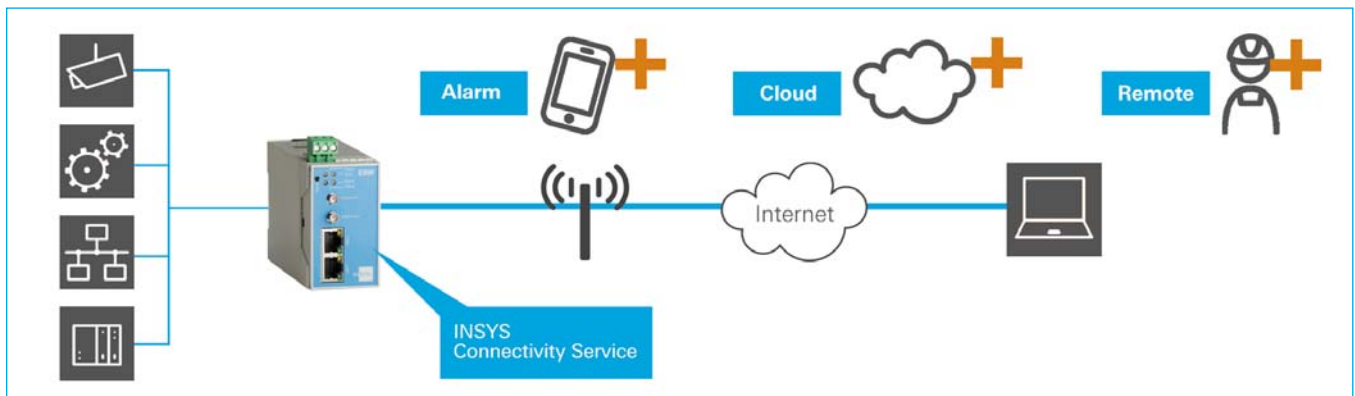 Alarm
Cloud
Remote
Internet
INSYS
Connectivity Service